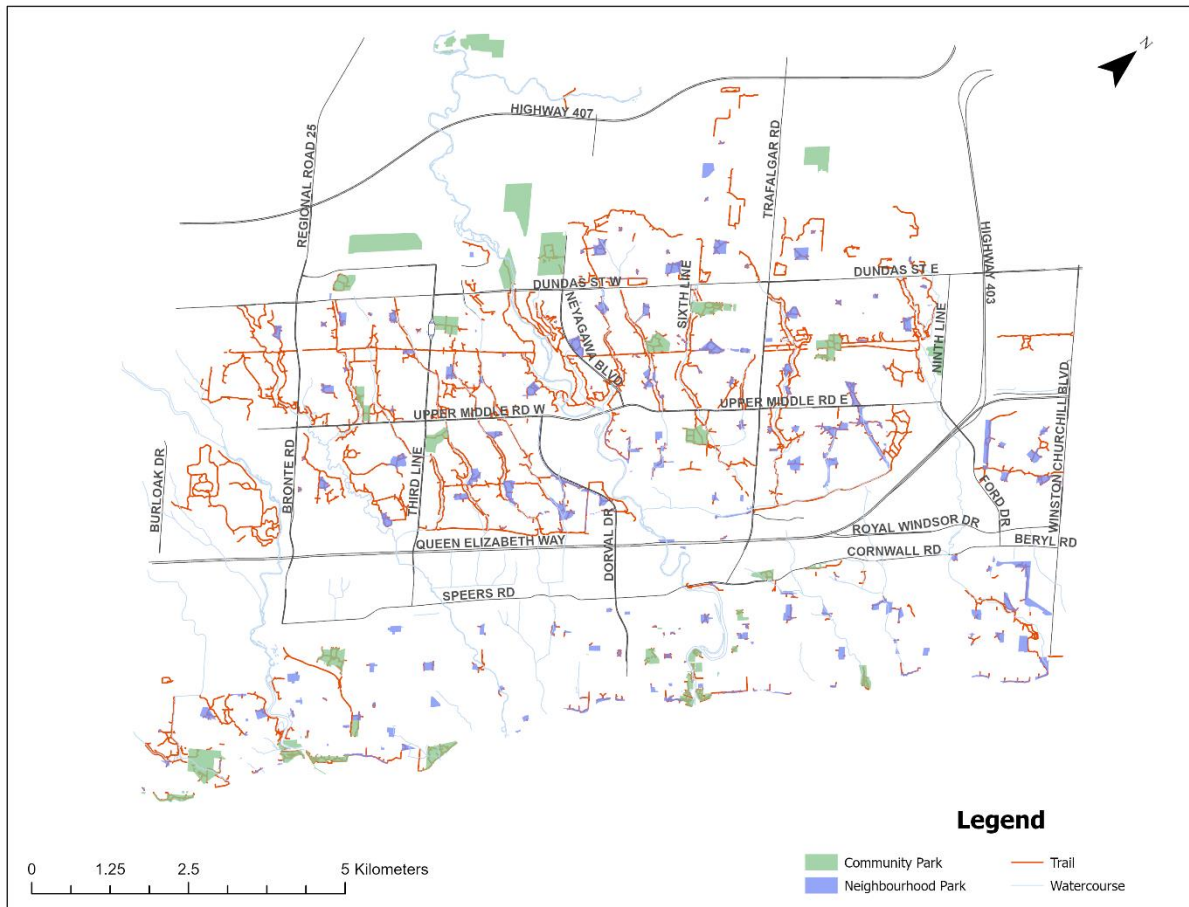 N
HIGHWAY 407
REGIONAL ROAD 25
TRAFALGAR RD
HIGHWAY 403
DUNDAS ST E
DUNDAS ST W
SIXTH LINE
NEYAGAWA BLVD
NINTH LINE
UPPER MIDDLE RD E
UPPER MIDDLE RD W
WINSTON CHURCHILL BLVD
BURLOAK DR
BRONTE RD
THIRD LINE
FORD DR
DORVAL DR
ROYAL WINDSOR DR
QUEEN ELIZABETH WAY
BERYL RD
CORNWALL RD
SPEERS RD
Legend
Community Park
Trail
Neighbourhood Park
Watercourse
0 1.25 2.5 5 Kilometers